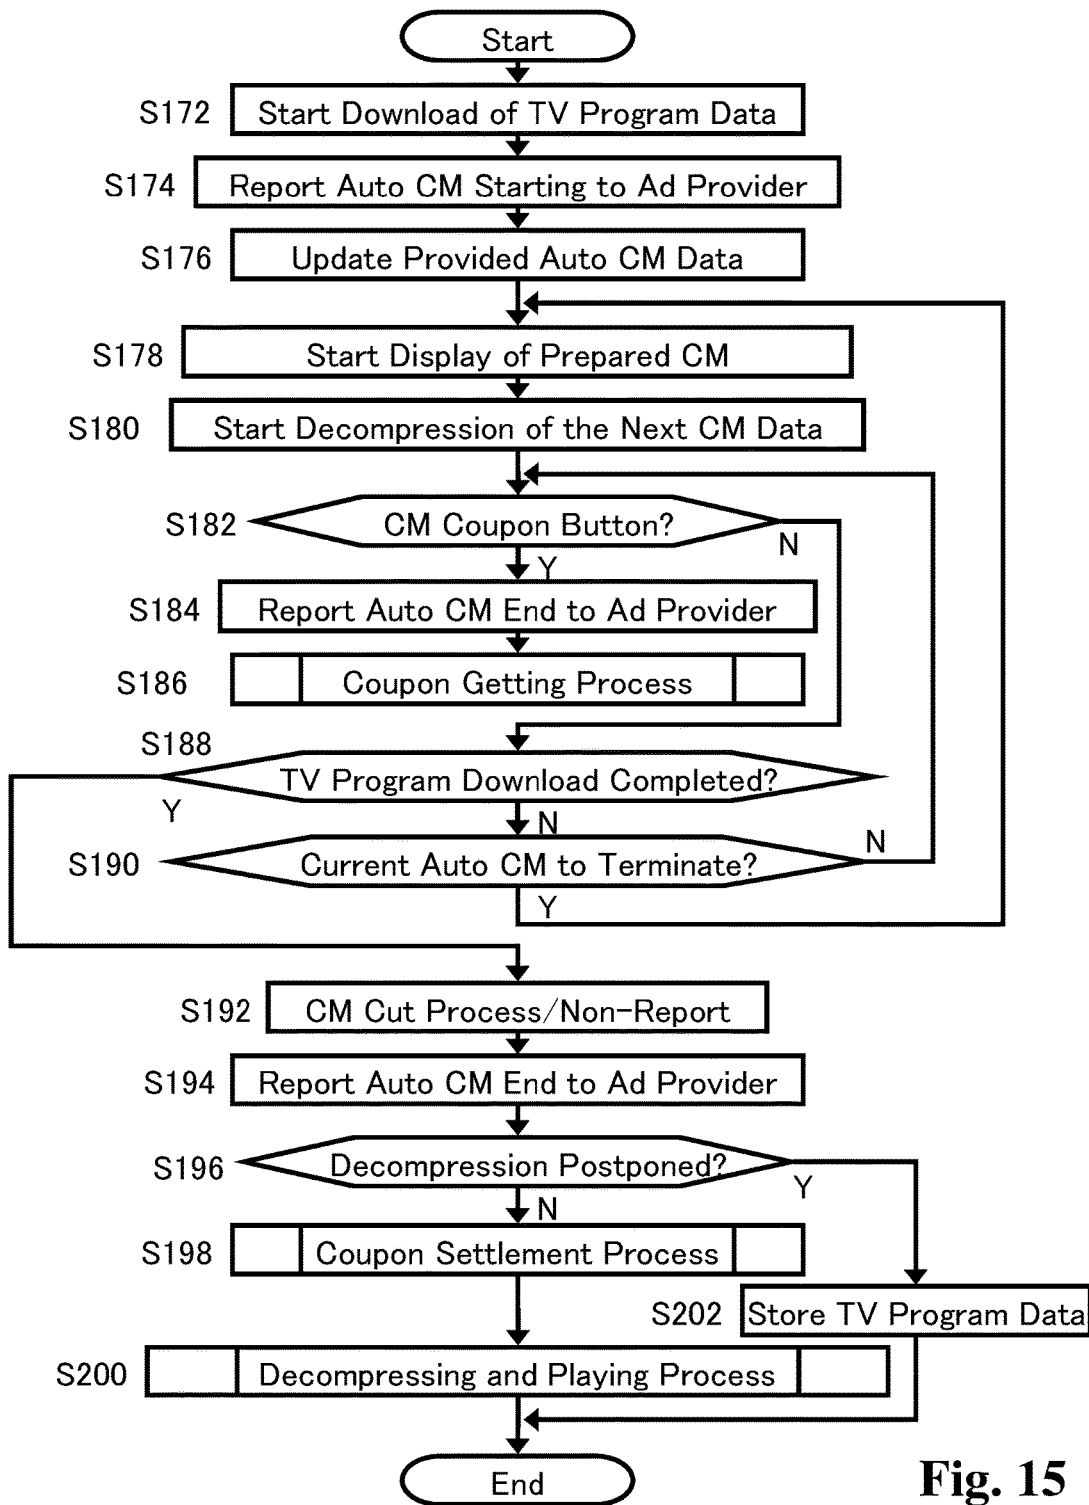 Start
S172 Start Download of TV Program Data
S174 Report Auto CM Starting to Ad Provider
S176 Update Provided Auto CM Data
S178 Start Display of Prepared CM
S180 Start Decompression of the Next CM Data
S182 CM Coupon Button?
N
Y
S184 Report Auto CM End to Ad Provider
S186 Coupon Getting Process
S188
TV Program Download Completed?
Y
N
N
S190 Current Auto CM to Terminate?
Y
S192 CM Cut Process/Non-Report
S194 Report Auto CM End to Ad Provider
S196 Decompression Postponed?
Y
N
S198 Coupon Settlement Process
S202 Store TV Program Data
S200 Decompressing and Playing Process
End
Fig. 15